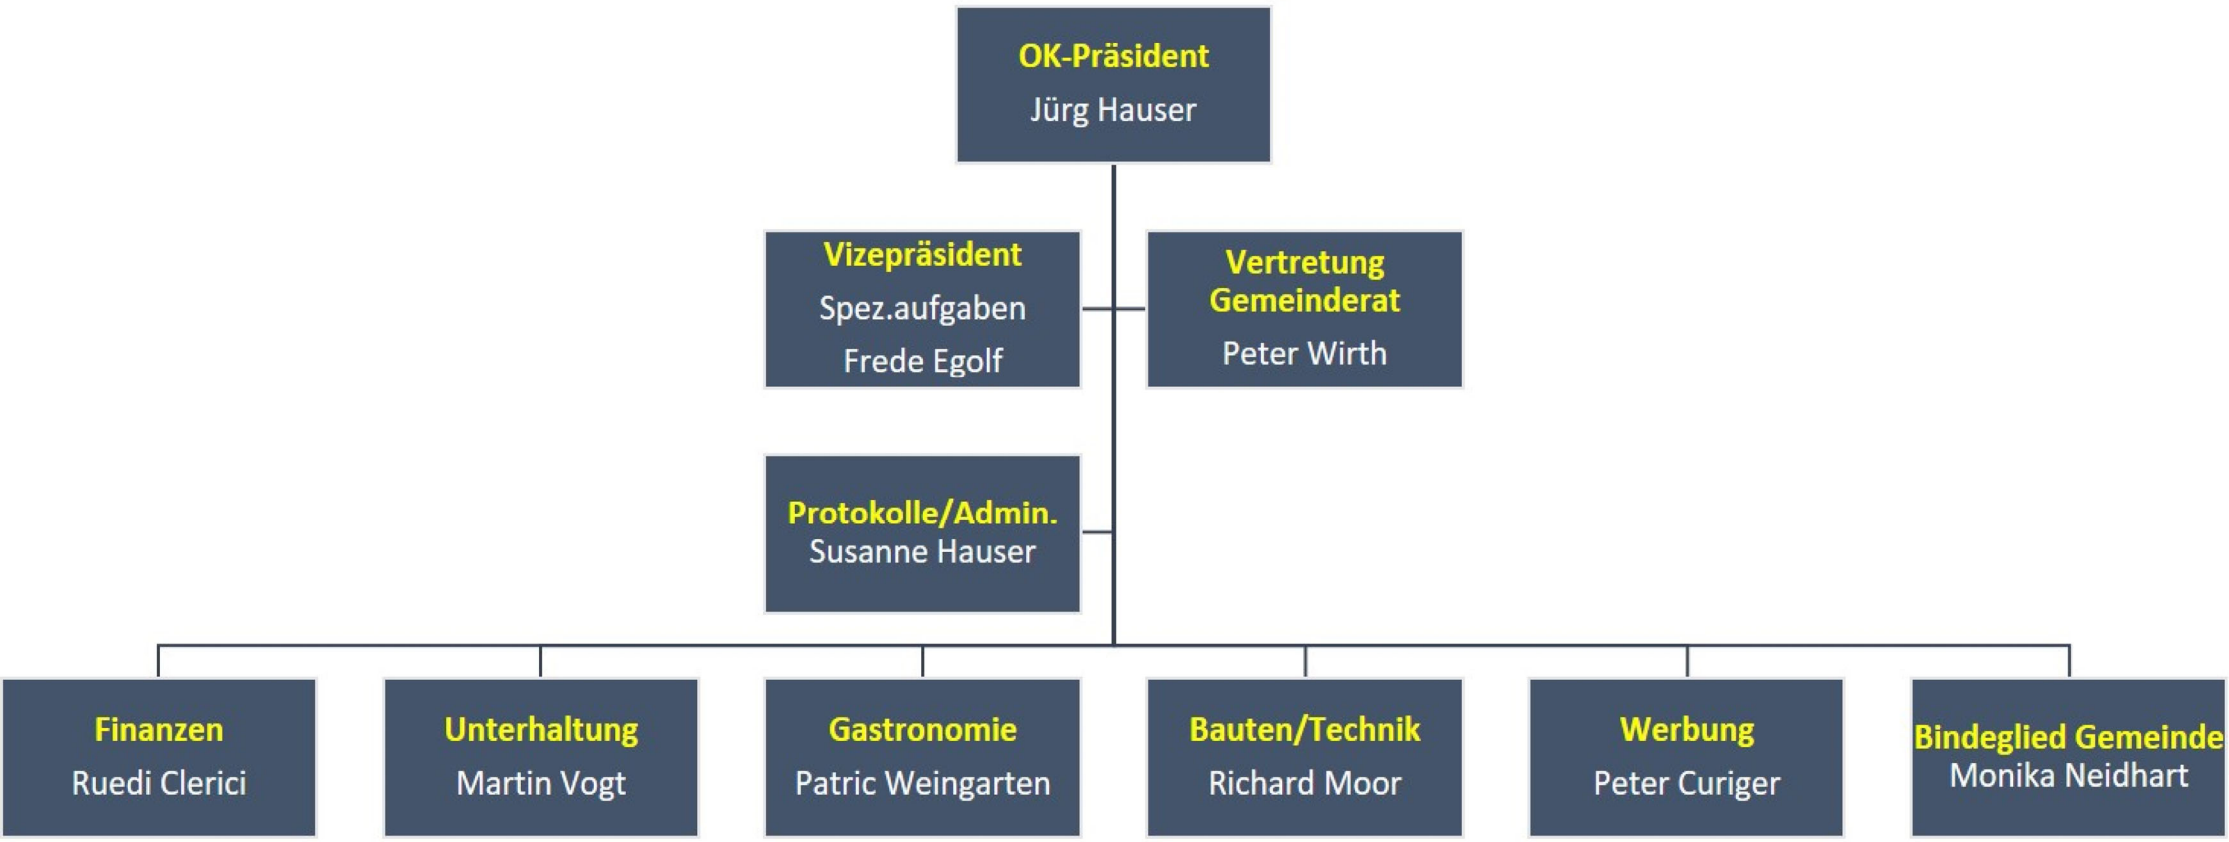 OK-Präsident
Jürg Hauser
Vizepräsident
Spez.aufgaben
Frede Egolf
Vertretung
Gemeinderat
Peter Wirth
Protokolle/Admin.
Susanne Hauser
Finanzen
Ruedi Clerici
Unterhaltung
Martin Vogt
Gastronomie
Patric Weingarten
Bauten/Technik
Richard Moor
Werbung
Peter Curiger
Bindeglied Gemeinde
Monika Neidhart